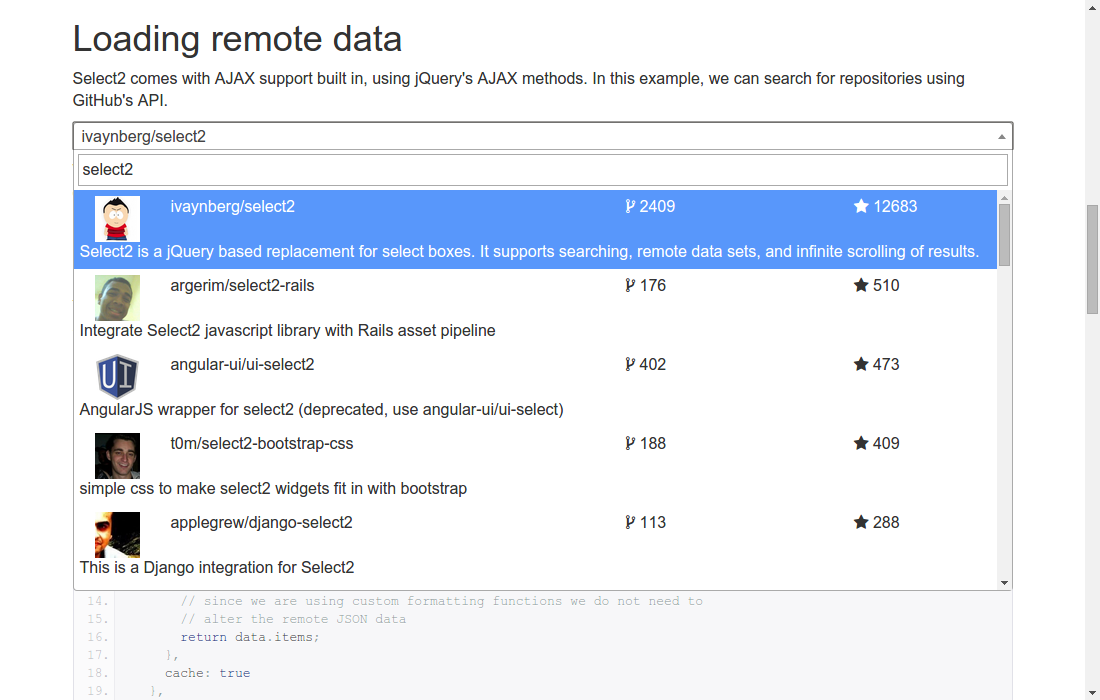 Loading remote data
Select2 comes with AJAX support built in, using jQuery's AJAX methods. In this example, we can search for repositories using
GitHub's API.
ivaynberg/select2
select2
ivaynberg/select2 2409 12683
Select2 is a jQuery based replacement for select boxes. It supports searching, remote data sets, and infinite scrolling of results.
argerim/select2-rails 176 510
Integrate Select2 javascript library with Rails asset pipeline
UI
angular-ui/ui-select2 402 473
AngularJS wrapper for select2 (deprecated, use angular-ui/ui-select)
t0m/select2-bootstrap-css 188 409
simple css to make select2 widgets fit in with bootstrap
applegrew/django-select2 113 288
This is a Django integration for Select2
14. // since we are using custom formatting functions we do not need to
15. // alter the remote JSON data
16. return data.items;
17. },
18. cache: true
19. },